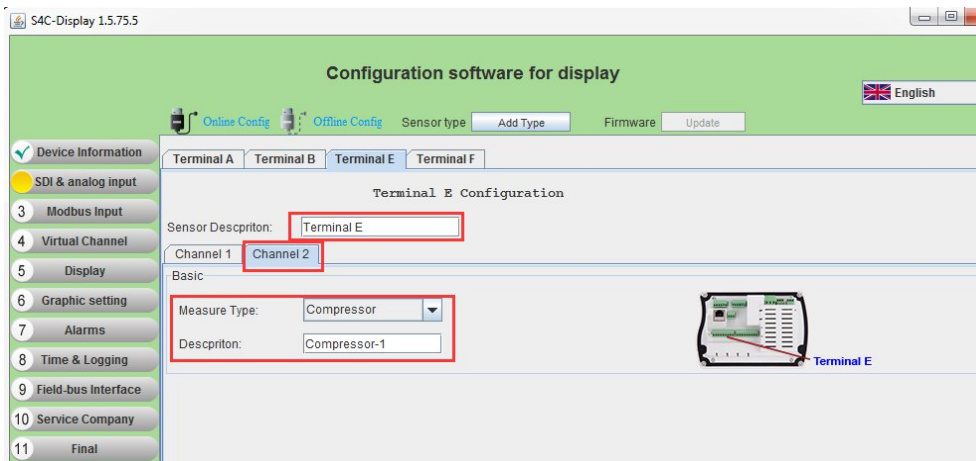 S4C-Display 1.5.75.5
Configuration software for display
English
Online Config Offline Config Sensor type Add Type Firmware Update
Device Information
SDI & analog input
3 Modbus Input
4 Virtual Channel
5 Display
6 Graphic setting
7 Alarms
8 Time & Logging
9 Field-bus Interface
10 Service Company
11 Final
Terminal A Terminal B Terminal E Terminal F
Terminal E Configuration
Sensor Descpriton: Terminal E
Channel 1 Channel 2
Basic
Measure Type: Compressor
Descpriton: Compressor-1
Terminal E